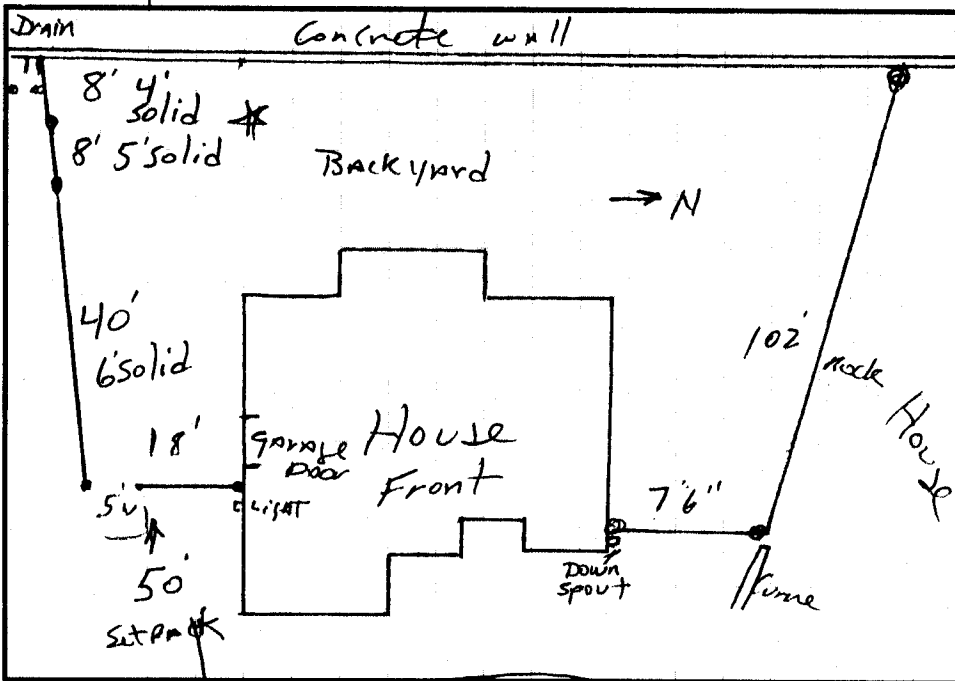 Drain
Concrete wall
8' 4'
solid
8' 5' solid
Backyard
N
40'
6' solid
102'
Rock
House
18'
Garage
Door
House
Front
Light
7'6"
50'
Down
spout